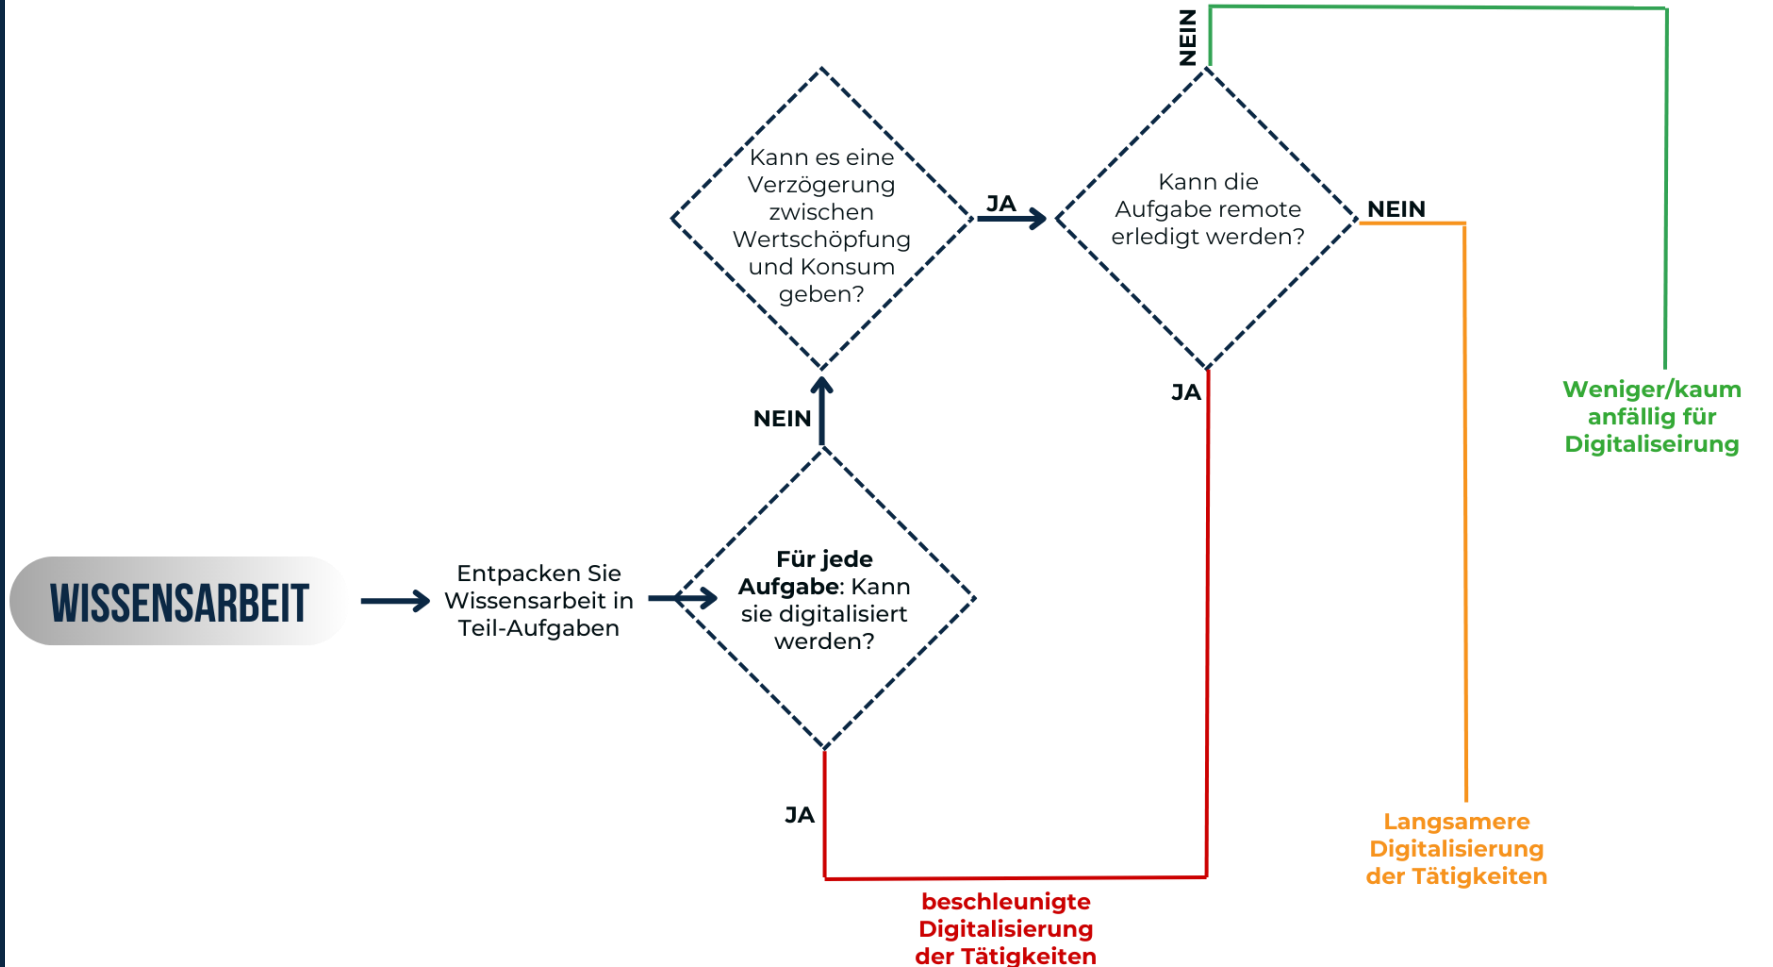 WISSENSARBEIT
Entpacken Sie
Wissensarbeit in
Teil-Aufgaben
Für jede
Aufgabe: Kann
sie digitalisiert
werden?
NEIN
JA
Kann es eine
Verzögerung
zwischen
Wertschöpfung
und Konsum
geben?
JA
Kann die
Aufgabe remote
erledigt werden?
NEIN
NEIN
JA
Weniger/kaum
anfällig für
Digitaliseirung
Langsamere
Digitalisierung
der Tätigkeiten
beschleunigte
Digitalisierung
der Tätigkeiten